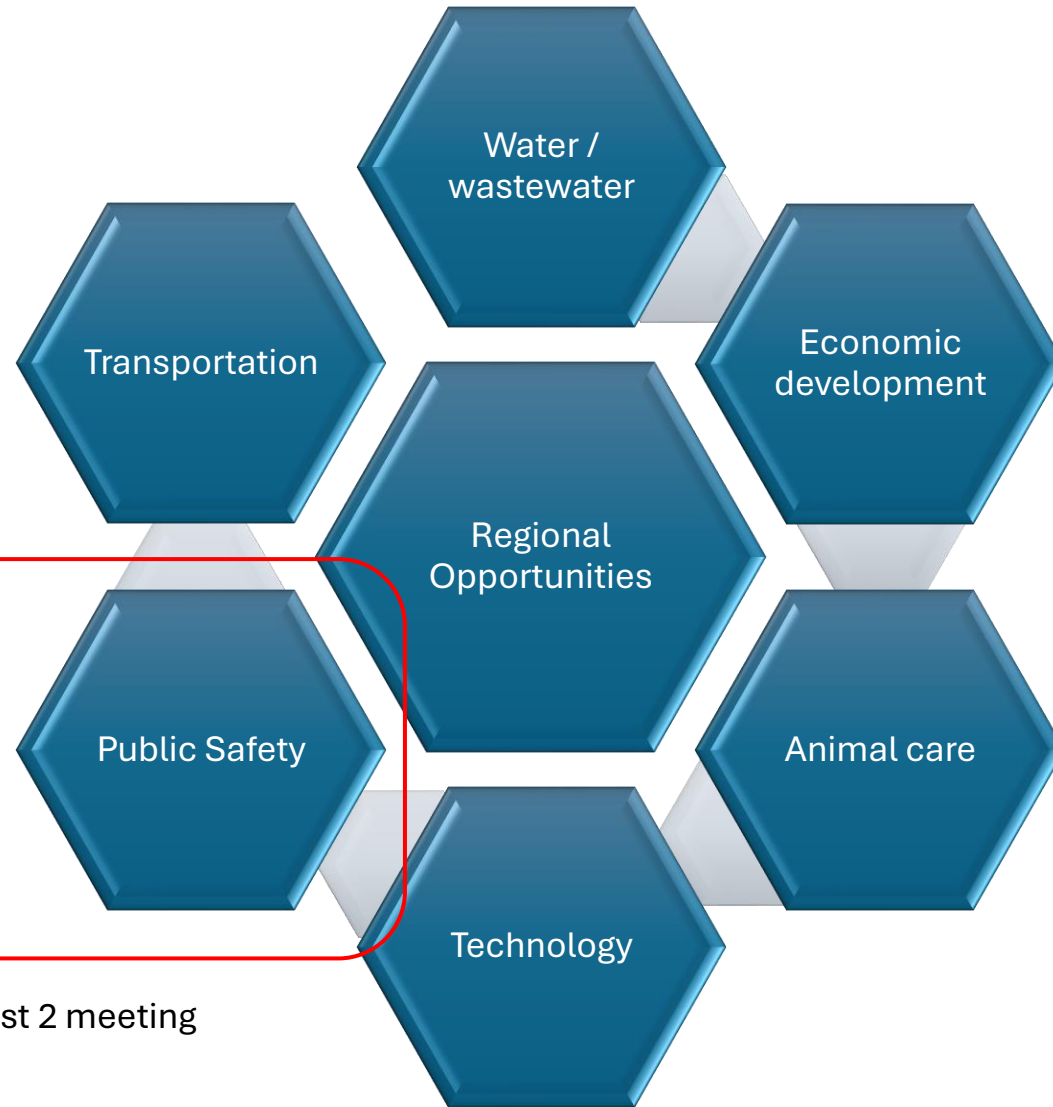 Water /
wastewater
Transportation
Economic
development
Regional
Opportunities
Public Safety
Animal care
Technology
2 meeting